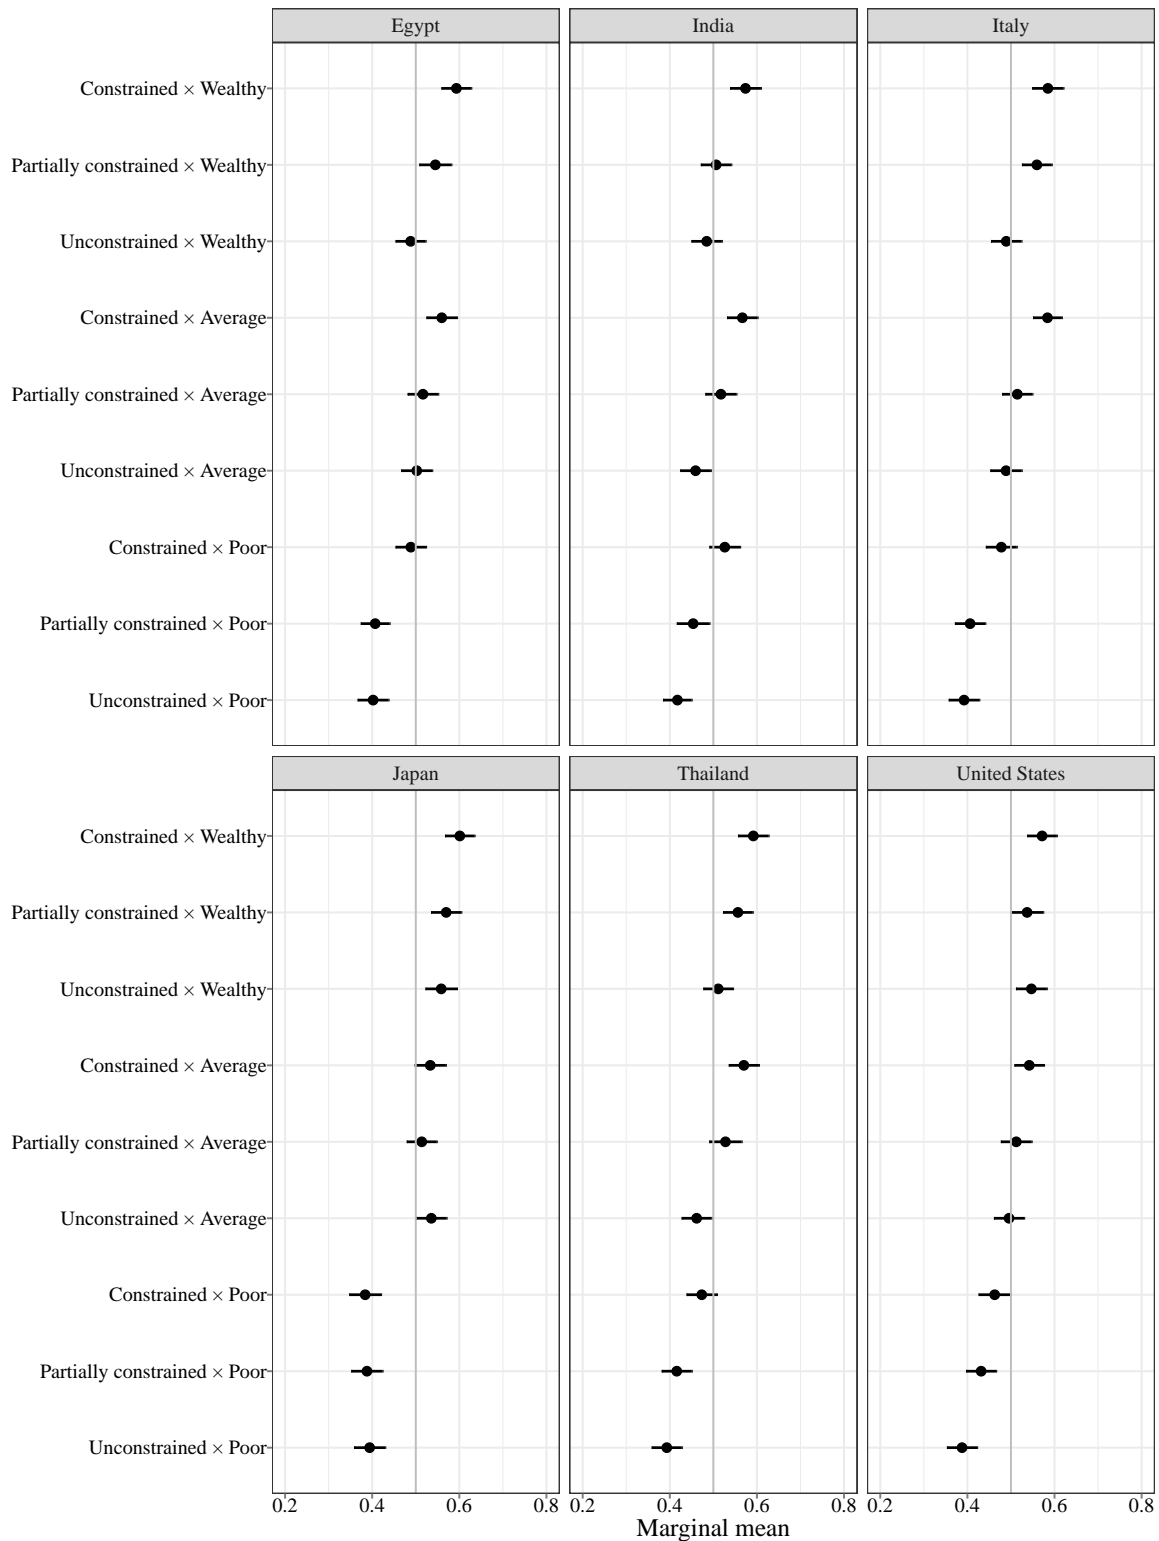 Egypt India Italy
Constrained × Wealthy
Partially constrained × Wealthy
Unconstrained × Wealthy
Constrained × Average
Partially constrained × Average
Unconstrained × Average
Constrained × Poor
Partially constrained × Poor
Unconstrained × Poor
Japan Thailand United States
Constrained × Wealthy
Partially constrained × Wealthy
Unconstrained × Wealthy
Constrained × Average
Partially constrained × Average
Unconstrained × Average
Constrained × Poor
Partially constrained × Poor
Unconstrained × Poor
0.2 0.4 0.6 0.8 0.2 0.4 0.6 0.8 0.2 0.4 0.6 0.8
Marginal mean